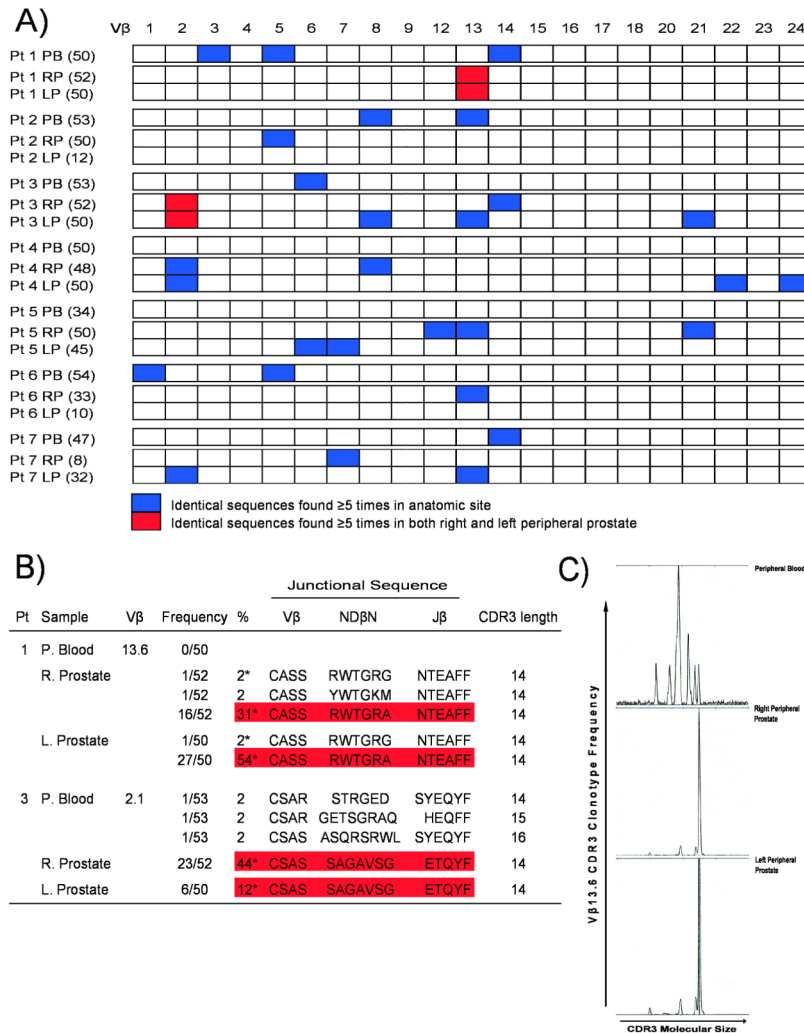 A)
Vβ 1 2 3 4 5 6 7 8 9 12 13 14 15 16 17 18 20 21 22 23 24
Pt 1 PB (50)
Pt 1 RP (52)
Pt 1 LP (50)
Pt 2 PB (53)
Pt 2 RP (50)
Pt 2 LP (12)
Pt 3 PB (53)
Pt 3 RP (52)
Pt 3 LP (50)
Pt 4 PB (50)
Pt 4 RP (48)
Pt 4 LP (50)
Pt 5 PB (34)
Pt 5 RP (50)
Pt 5 LP (45)
Pt 6 PB (54)
Pt 6 RP (33)
Pt 6 LP (10)
Pt 7 PB (47)
Pt 7 RP (8)
Pt 7 LP (32)
Identical sequences found ≥5 times in anatomic site
Identical sequences found ≥5 times in both right and left peripheral prostate
B)
Junctional Sequence
Pt Sample Vβ Frequency % Vβ NDβN Jβ CDR3 length
1 P. Blood 13.6 0/50
R. Prostate 1/52 2* CASS RWTGRG NTEAFF 14
1/52 2 CASS YWTGKM NTEAFF 14
16/52 31* CASS RWTGRA NTEAFF 14
L. Prostate 1/50 2* CASS RWTGRG NTEAFF 14
27/50 54* CASS RWTGRA NTEAFF 14
3 P. Blood 2.1 1/53 2 CSAR STRGED SYEQYF 14
1/53 2 CSAR GETSGRAQ HEQFF 15
1/53 2 CSAS ASQRSRWL SYEQYF 16
R. Prostate 23/52 44* CSAS SAGAVSG ETQYF 14
L. Prostate 6/50 12* CSAS SAGAVSG ETQYF 14
C)
Peripheral Blood
Right Peripheral
Prostate
Left Peripheral
Prostate
Vβ13.6 CDR3 Clonotype Frequency
CDR3 Molecular Size